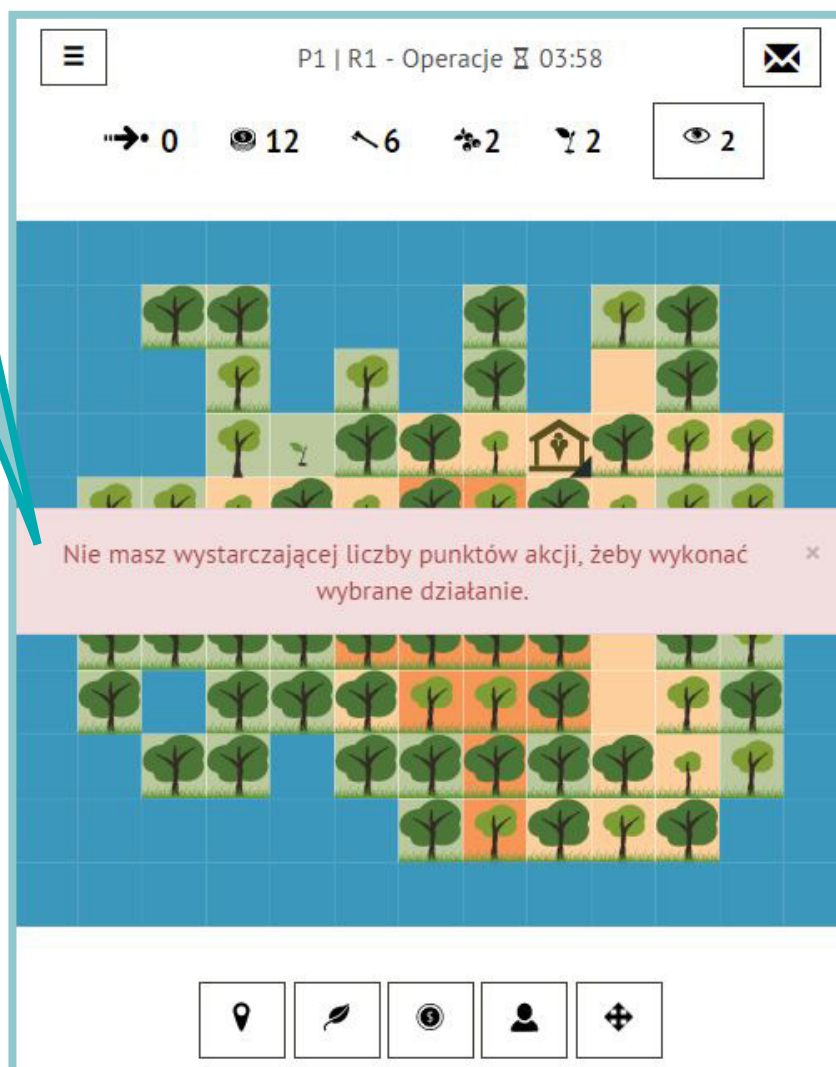 P1 | R1 - Operacje 03:58
0 12 6 2 2 2
Nie masz wystarczającej liczby punktów akcji, żeby wykonać
wybrane działanie.